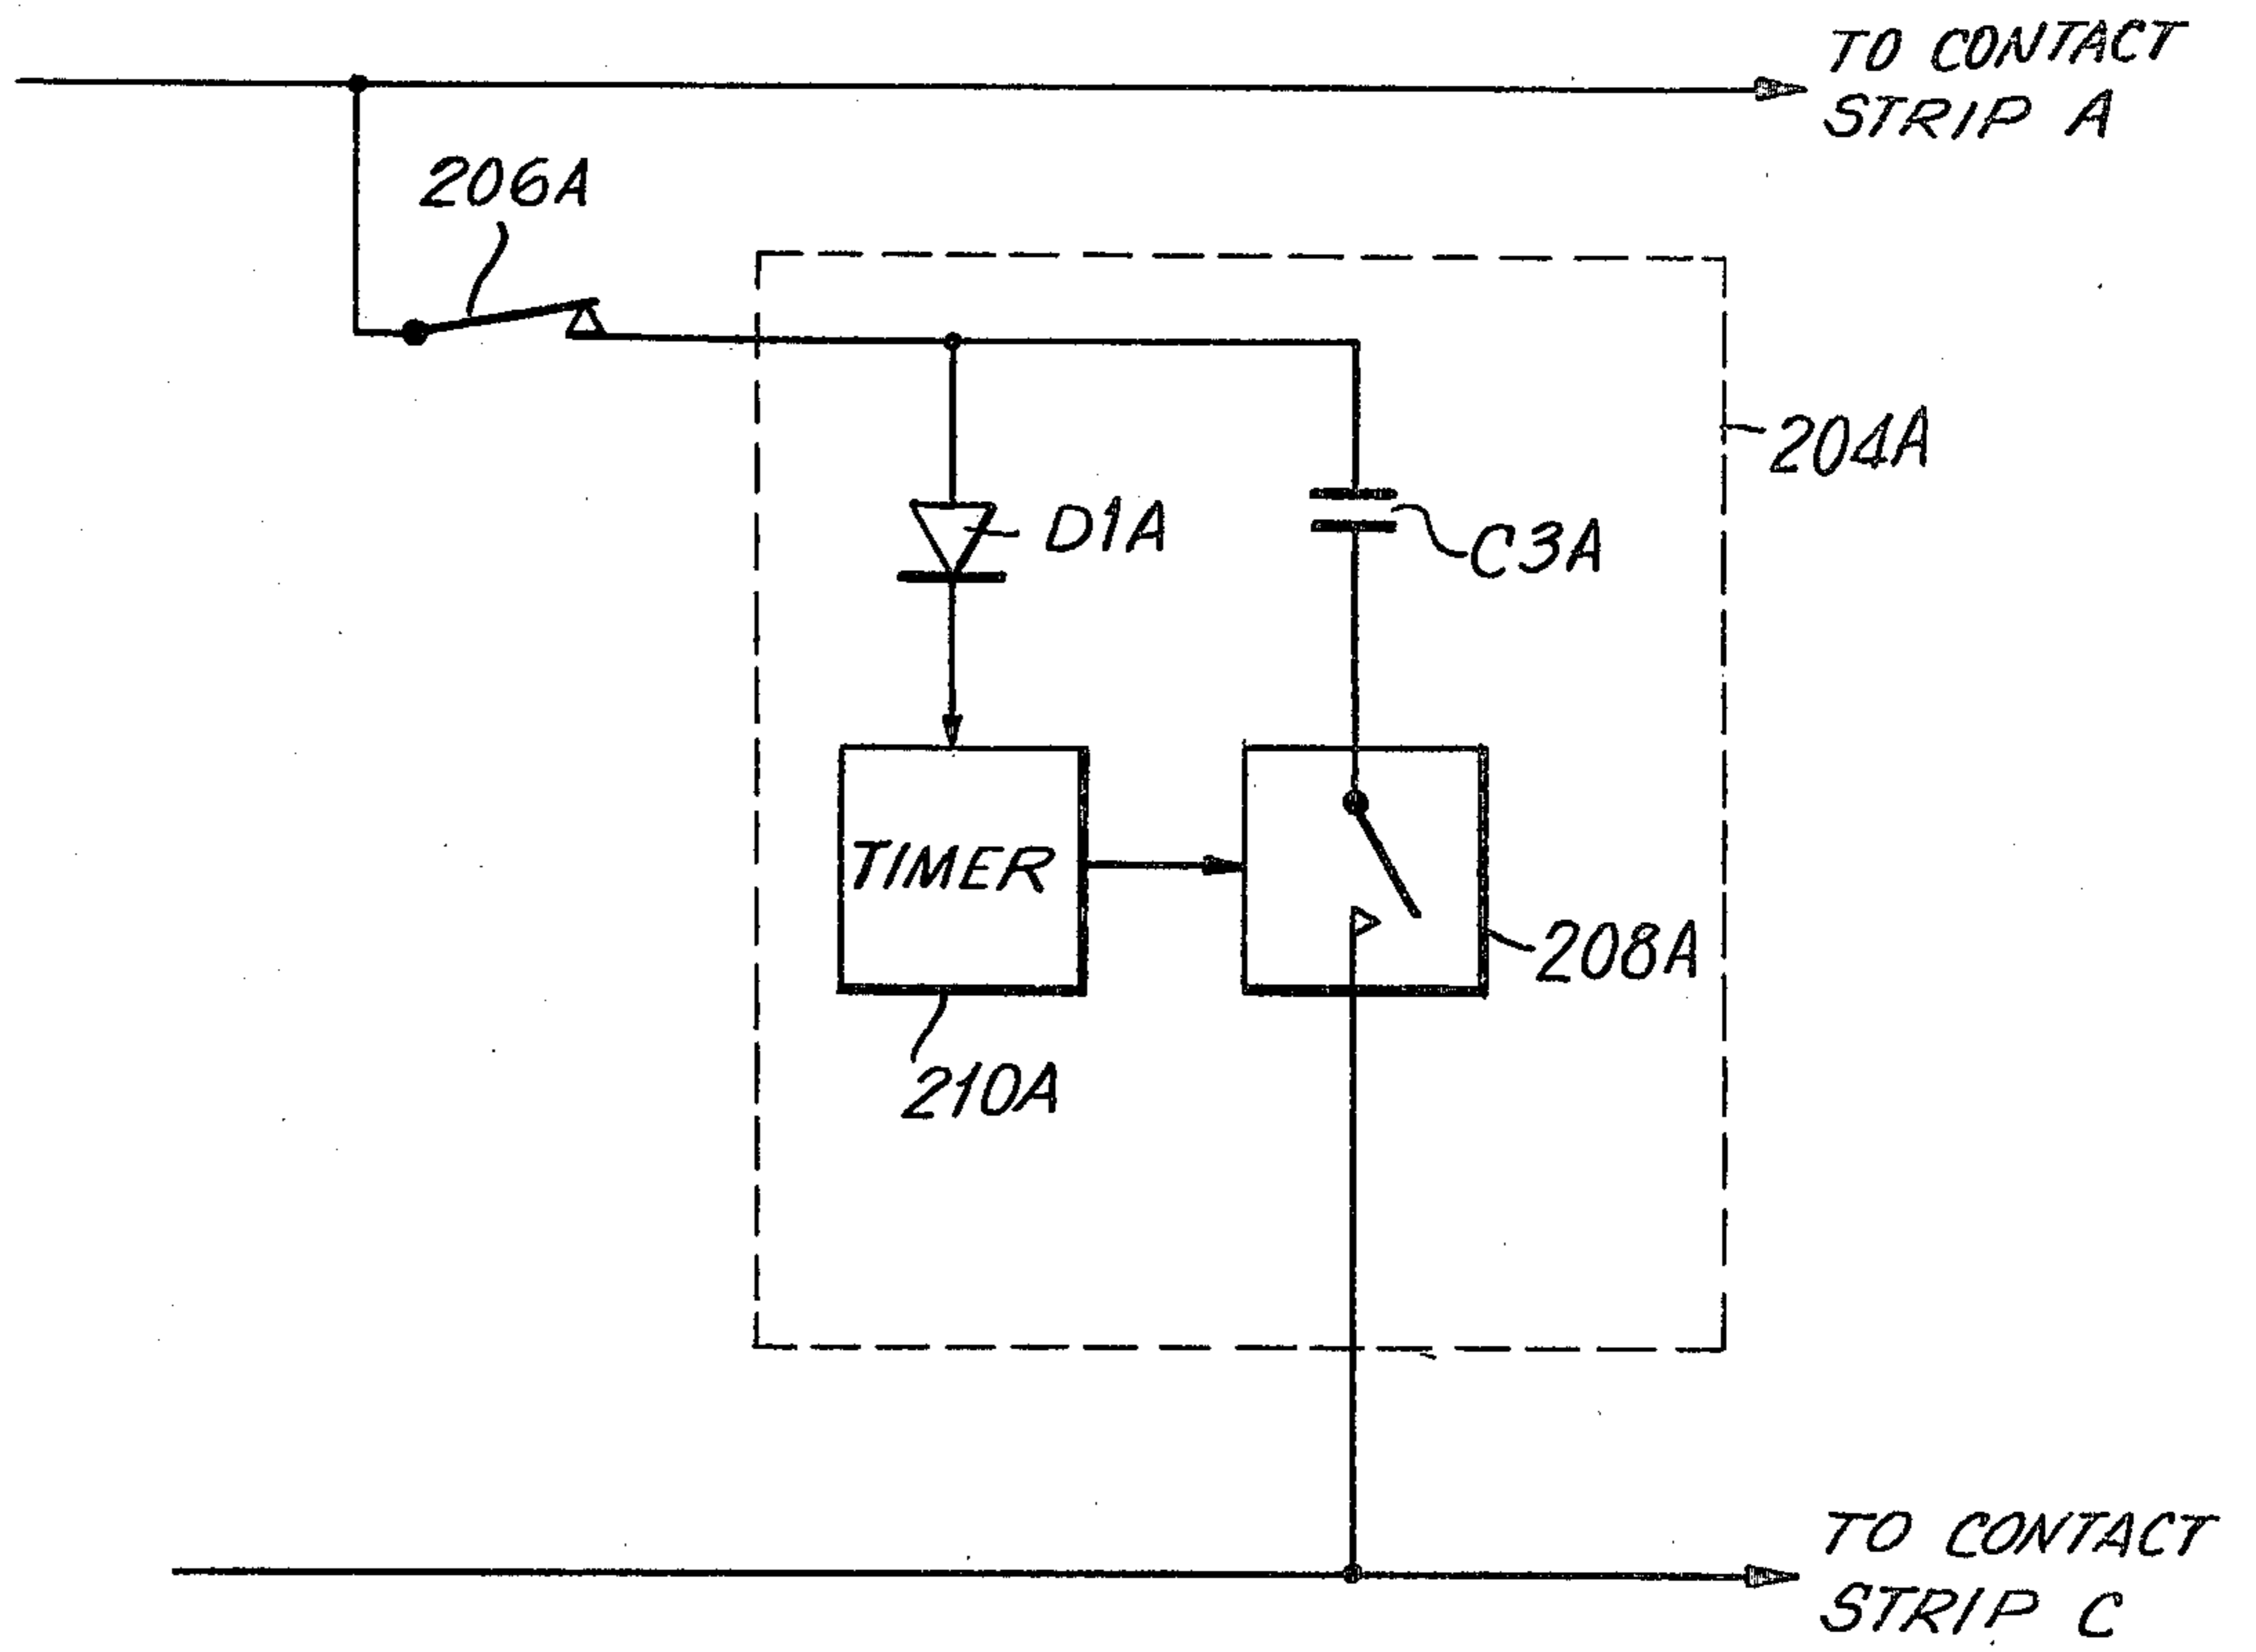 TO CONTACT
STRIP A
206A
204A
D1A
C3A
TIMER
208A
210A
TO CONTACT
STRIP C